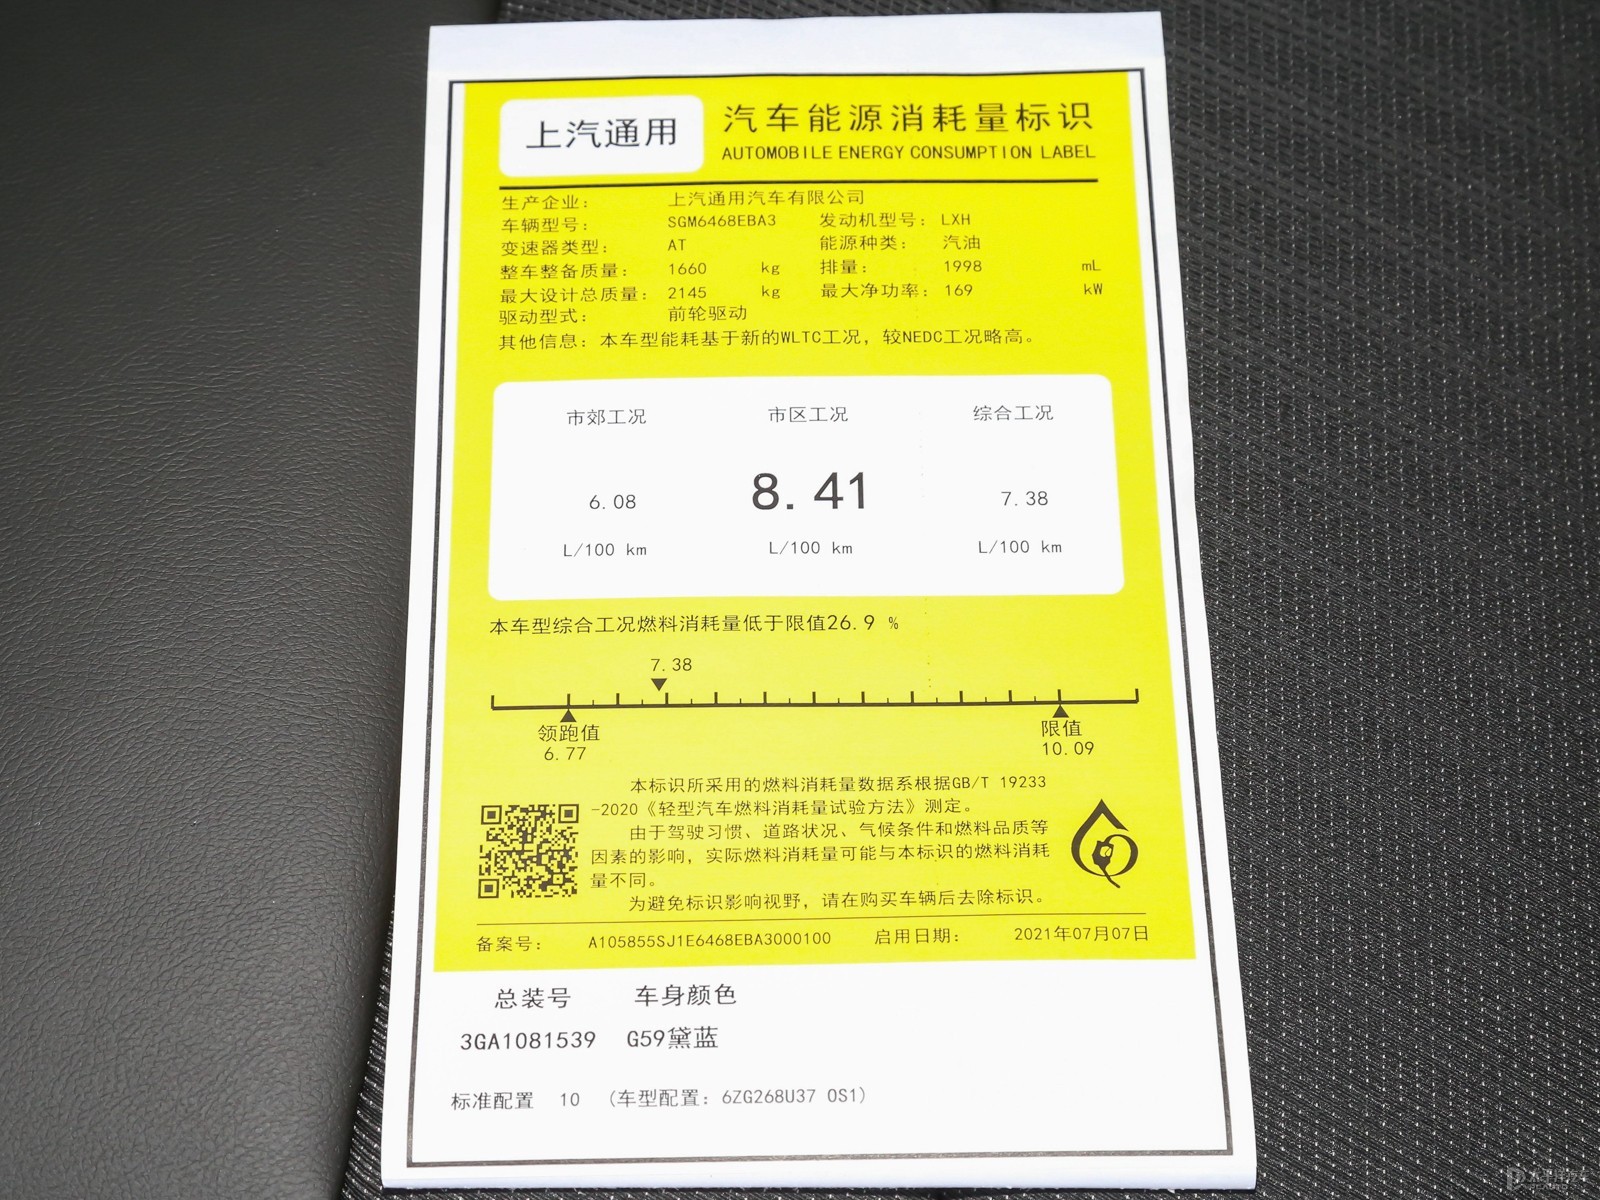 上汽通用
汽车能源消耗量标识
AUTOMOBILE ENERGY CONSUMPTION LABEL
生产企业： 上汽通用汽车有限公司
车辆型号： SGM6468EBA3 发动机型号： LXH
变速器类型： AT 能源种类： 汽油
整车整备质量： 1660 kg 排量： 1998 mL
最大设计总质量： 2145 kg 最大净功率： 169 kW
驱动型式： 前轮驱动
其他信息：本车型能耗基于新的WLTC工况，较NEDC工况略高。
市郊工况 市区工况 综合工况
6.08 8.41 7.38
L/100 km L/100 km L/100 km
本车型综合工况燃料消耗量低于限值26.9 %
7.38
领跑值 限值
6.77 10.09
本标识所采用的燃料消耗量数据系根据GB/T 19233
-2020《轻型汽车燃料消耗量试验方法》测定。
由于驾驶习惯、道路状况、气候条件和燃料品质等
因素的影响，实际燃料消耗量可能与本标识的燃料消耗
量不同。
为避免标识影响视野，请在购买车辆后去除标识。
备案号： A105855SJ1E6468EBA3000100 启用日期： 2021年07月07日
总装号 车身颜色
3GA1081539 G59黛蓝
标准配置 10 （车型配置：6ZG268U37 0S1）